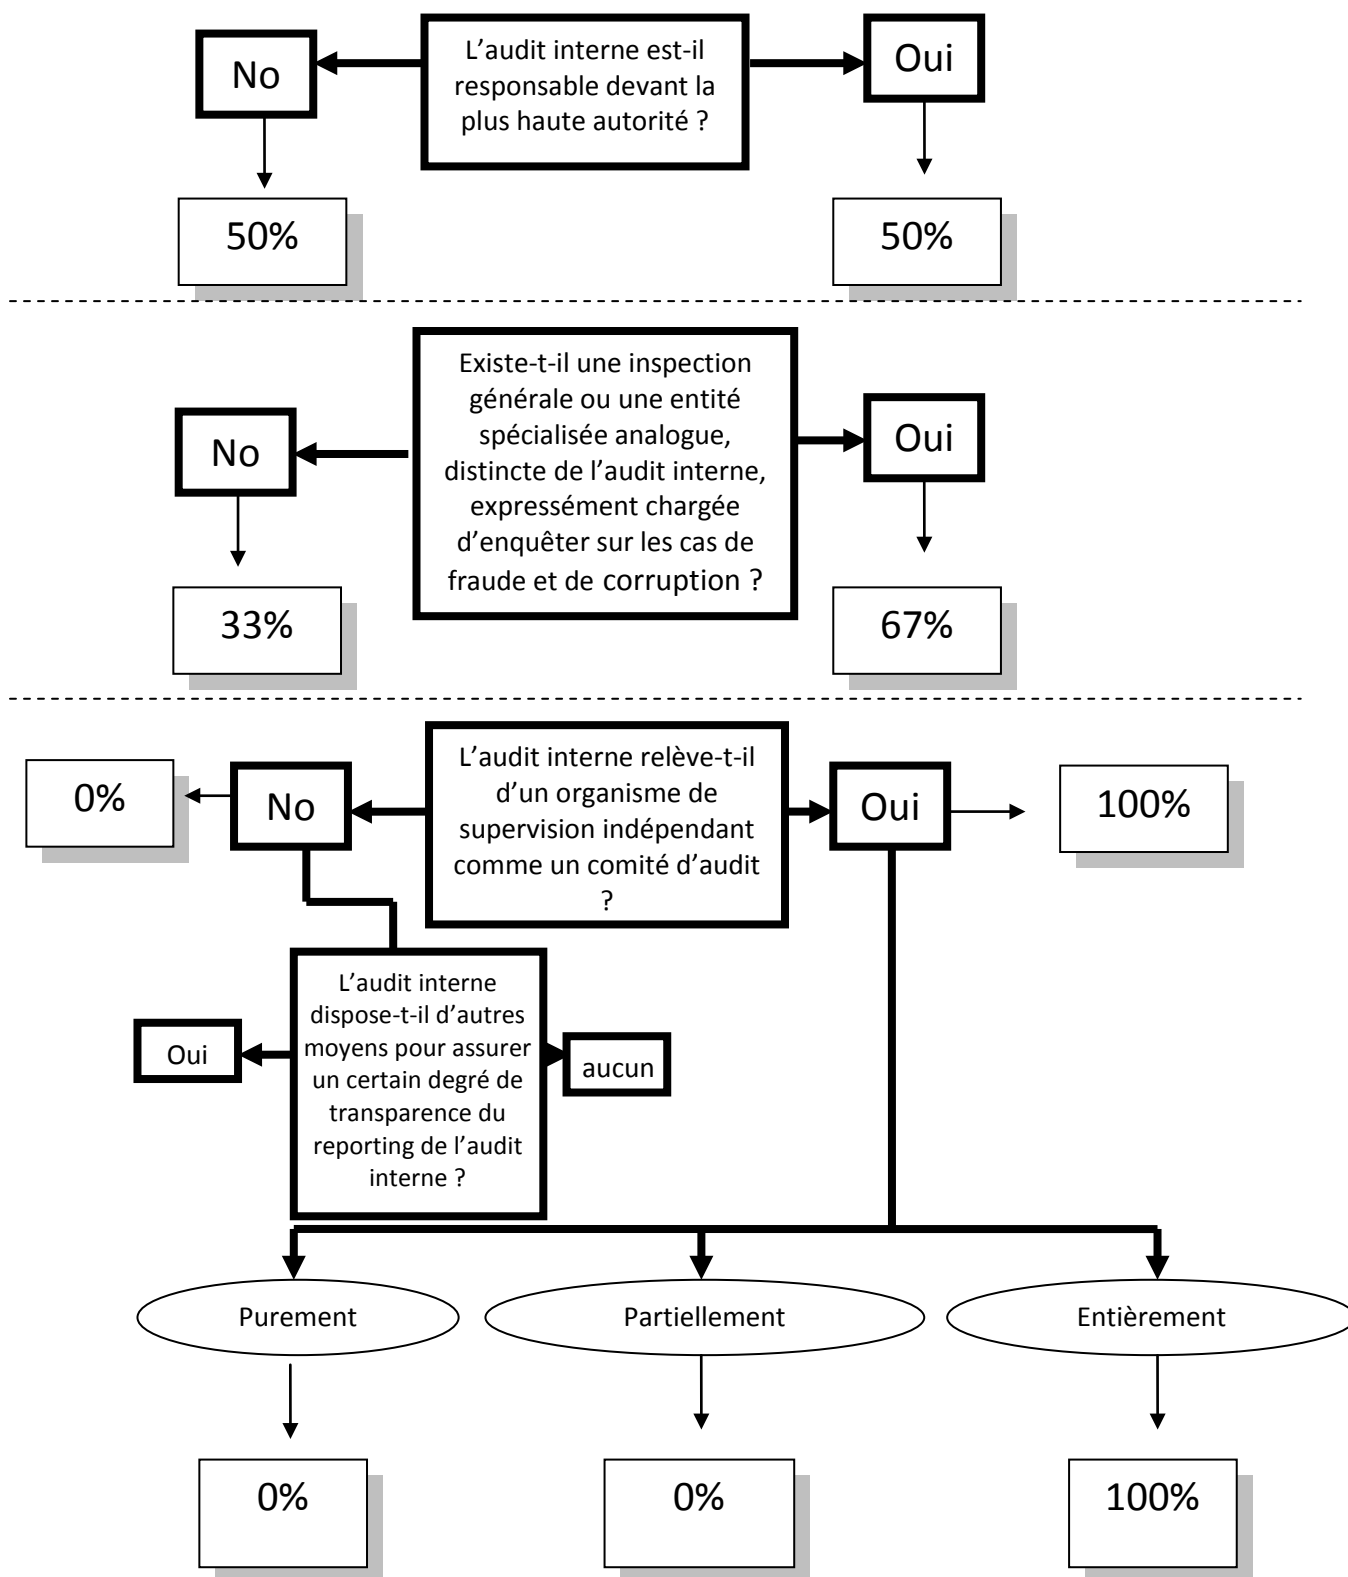 No
L'audit interne est-il
responsable devant la
plus haute autorité ?
Oui
50%
50%
Existe-t-il une inspection
générale ou une entité
spécialisée analogue,
distincte de l'audit interne,
expressément chargée
d'enquêter sur les cas de
fraude et de corruption ?
No
Oui
33%
67%
0%
No
L'audit interne relève-t-il
d'un organisme de
supervision indépendant
comme un comité d'audit
?
Oui
100%
L'audit interne
dispose-t-il d'autres
moyens pour assurer
un certain degré de
transparence du
reporting de l'audit
interne ?
Oui
aucun
Purement
Partiellement
Entièrement
0%
0%
100%